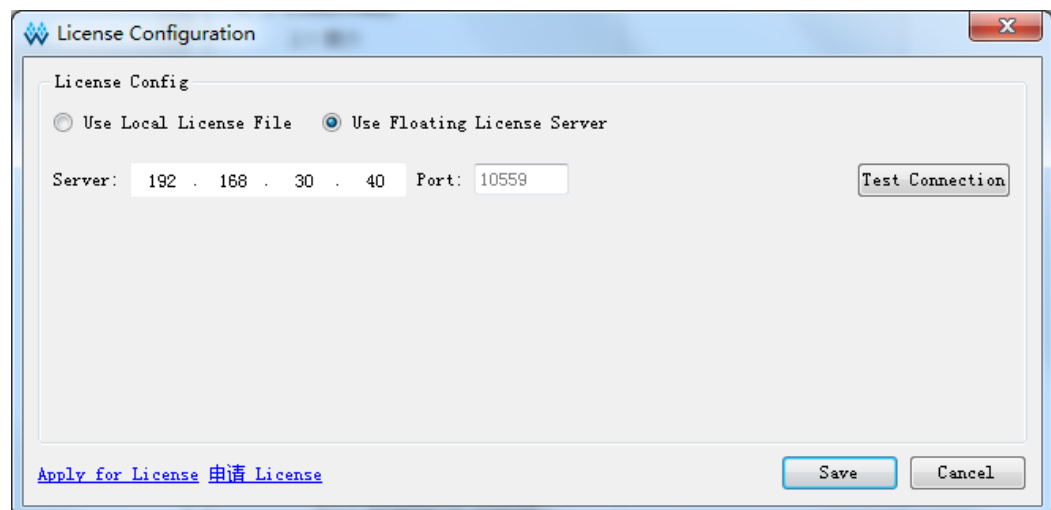 License Configuration
License Config
Use Local License File Use Floating License Server
Server: 192 . 168 . 30 . 40 Port: 10559 Test Connection
Apply for License 申请 License Save Cancel